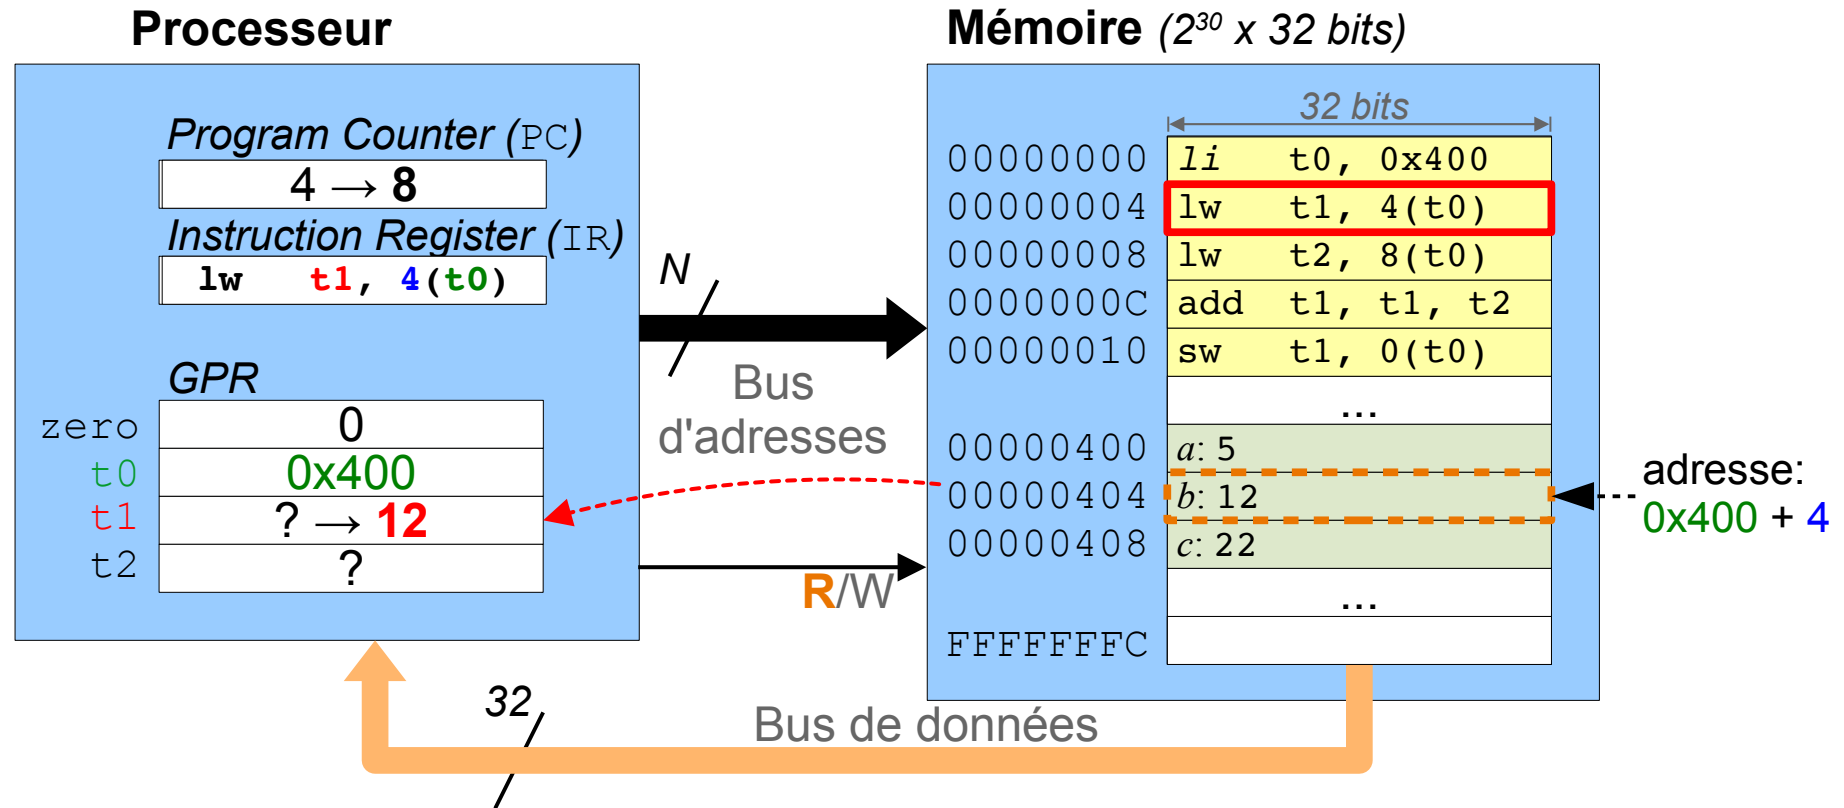 Processeur
Program Counter (PC)
4 → 8
Instruction Register (IR)
lw t1, 4(t0)
GPR
zero 0
t0 0x400
t1 ? → 12
t2 ?
N
Bus
d'adresses
R/W
32
Bus de données
Mémoire (2³⁰ x 32 bits)
32 bits
00000000 li t0, 0x400
00000004 lw t1, 4(t0)
00000008 lw t2, 8(t0)
0000000C add t1, t1, t2
00000010 sw t1, 0(t0)
...
00000400 a: 5
00000404 b: 12
00000408 c: 22
...
FFFFFFFC
adresse:
0x400 + 4